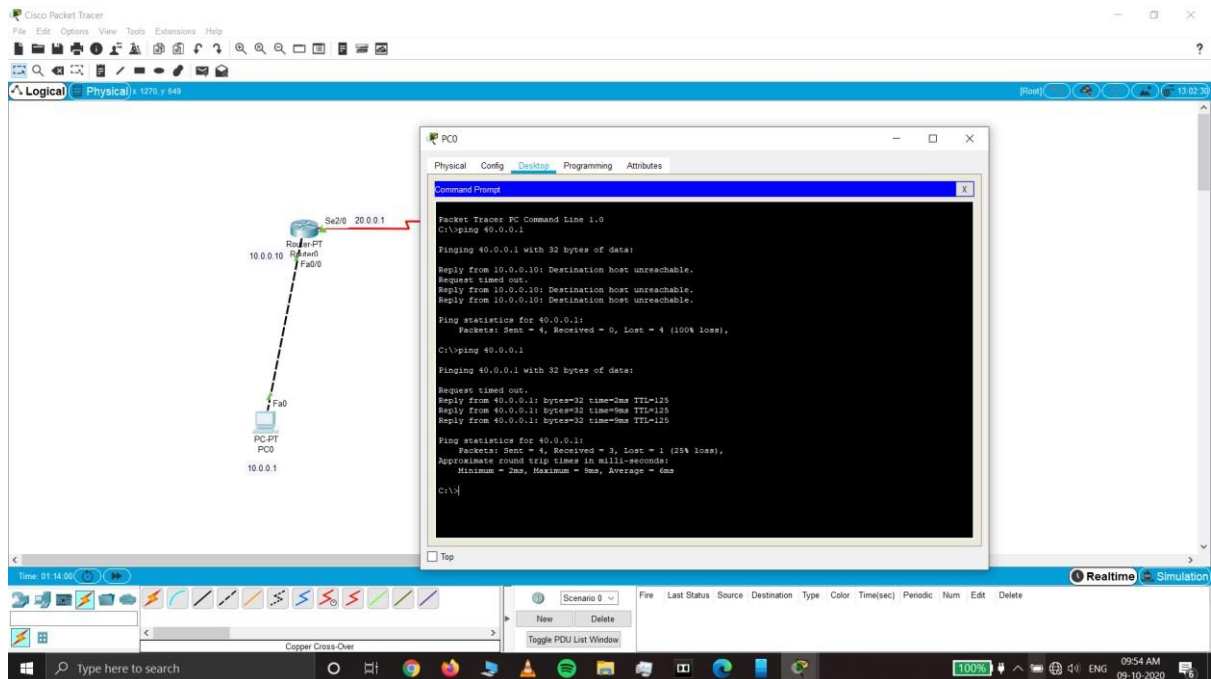 Cisco Packet Tracer
File Edit Options View Tools Extensions Help
?
Logical Physical x: 1270, y: 649 [Root] 13:02:30
PC0
Physical Config Desktop Programming Attributes
Command Prompt X
Packet Tracer PC Command Line 1.0
C:\>ping 40.0.0.1
Pinging 40.0.0.1 with 32 bytes of data:
Reply from 10.0.0.10: Destination host unreachable.
Request timed out.
Reply from 10.0.0.10: Destination host unreachable.
Reply from 10.0.0.10: Destination host unreachable.
Ping statistics for 40.0.0.1:
Packets: Sent = 4, Received = 0, Lost = 4 (100% loss),
C:\>ping 40.0.0.1
Pinging 40.0.0.1 with 32 bytes of data:
Request timed out.
Reply from 40.0.0.1: bytes=32 time=2ms TTL=125
Reply from 40.0.0.1: bytes=32 time=9ms TTL=125
Reply from 40.0.0.1: bytes=32 time=9ms TTL=125
Ping statistics for 40.0.0.1:
Packets: Sent = 4, Received = 3, Lost = 1 (25% loss),
Approximate round trip times in milli-seconds:
Minimum = 2ms, Maximum = 9ms, Average = 6ms
C:\>
Top
Se2/0 20.0.0.1
Router-PT
10.0.0.10 Router0
Fa0/0
Fa0
PC-PT
PC0
10.0.0.1
Time: 01:14:00 Realtime Simulation
Scenario 0 Fire Last Status Source Destination Type Color Time(sec) Periodic Num Edit Delete
New Delete
Toggle PDU List Window
Copper Cross-Over
Type here to search 100% ENG 09:54 AM
09-10-2020 6